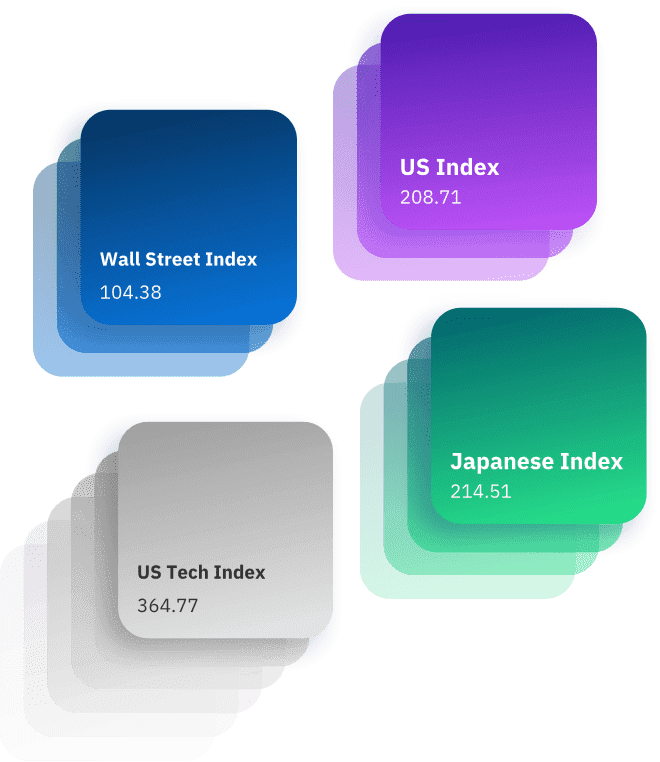 US Index
208.71
Wall Street Index
104.38
Japanese Index
214.51
US Tech Index
364.77